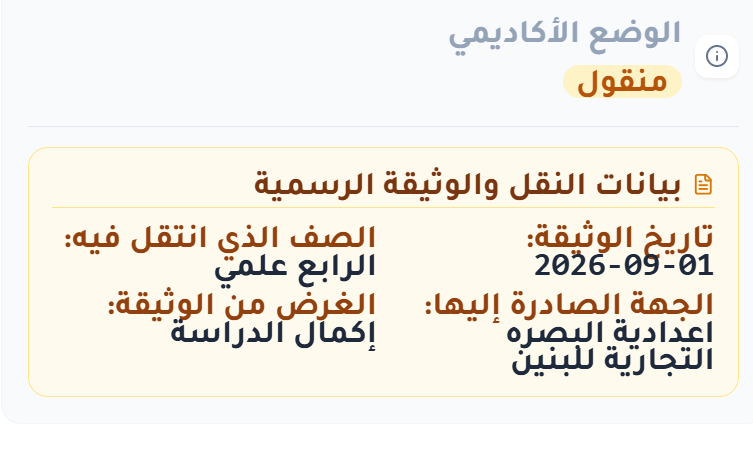 الوضع الأكاديمي
منقول
بيانات النقل والوثيقة الرسمية
تاريخ الوثيقة:
2026-09-01
الصف الذي انتقل فيه:
الرابع علمي
الجهة الصادرة إليها:
اعدادية البصره
التجارية للبنين
الغرض من الوثيقة:
إكمال الدراسة